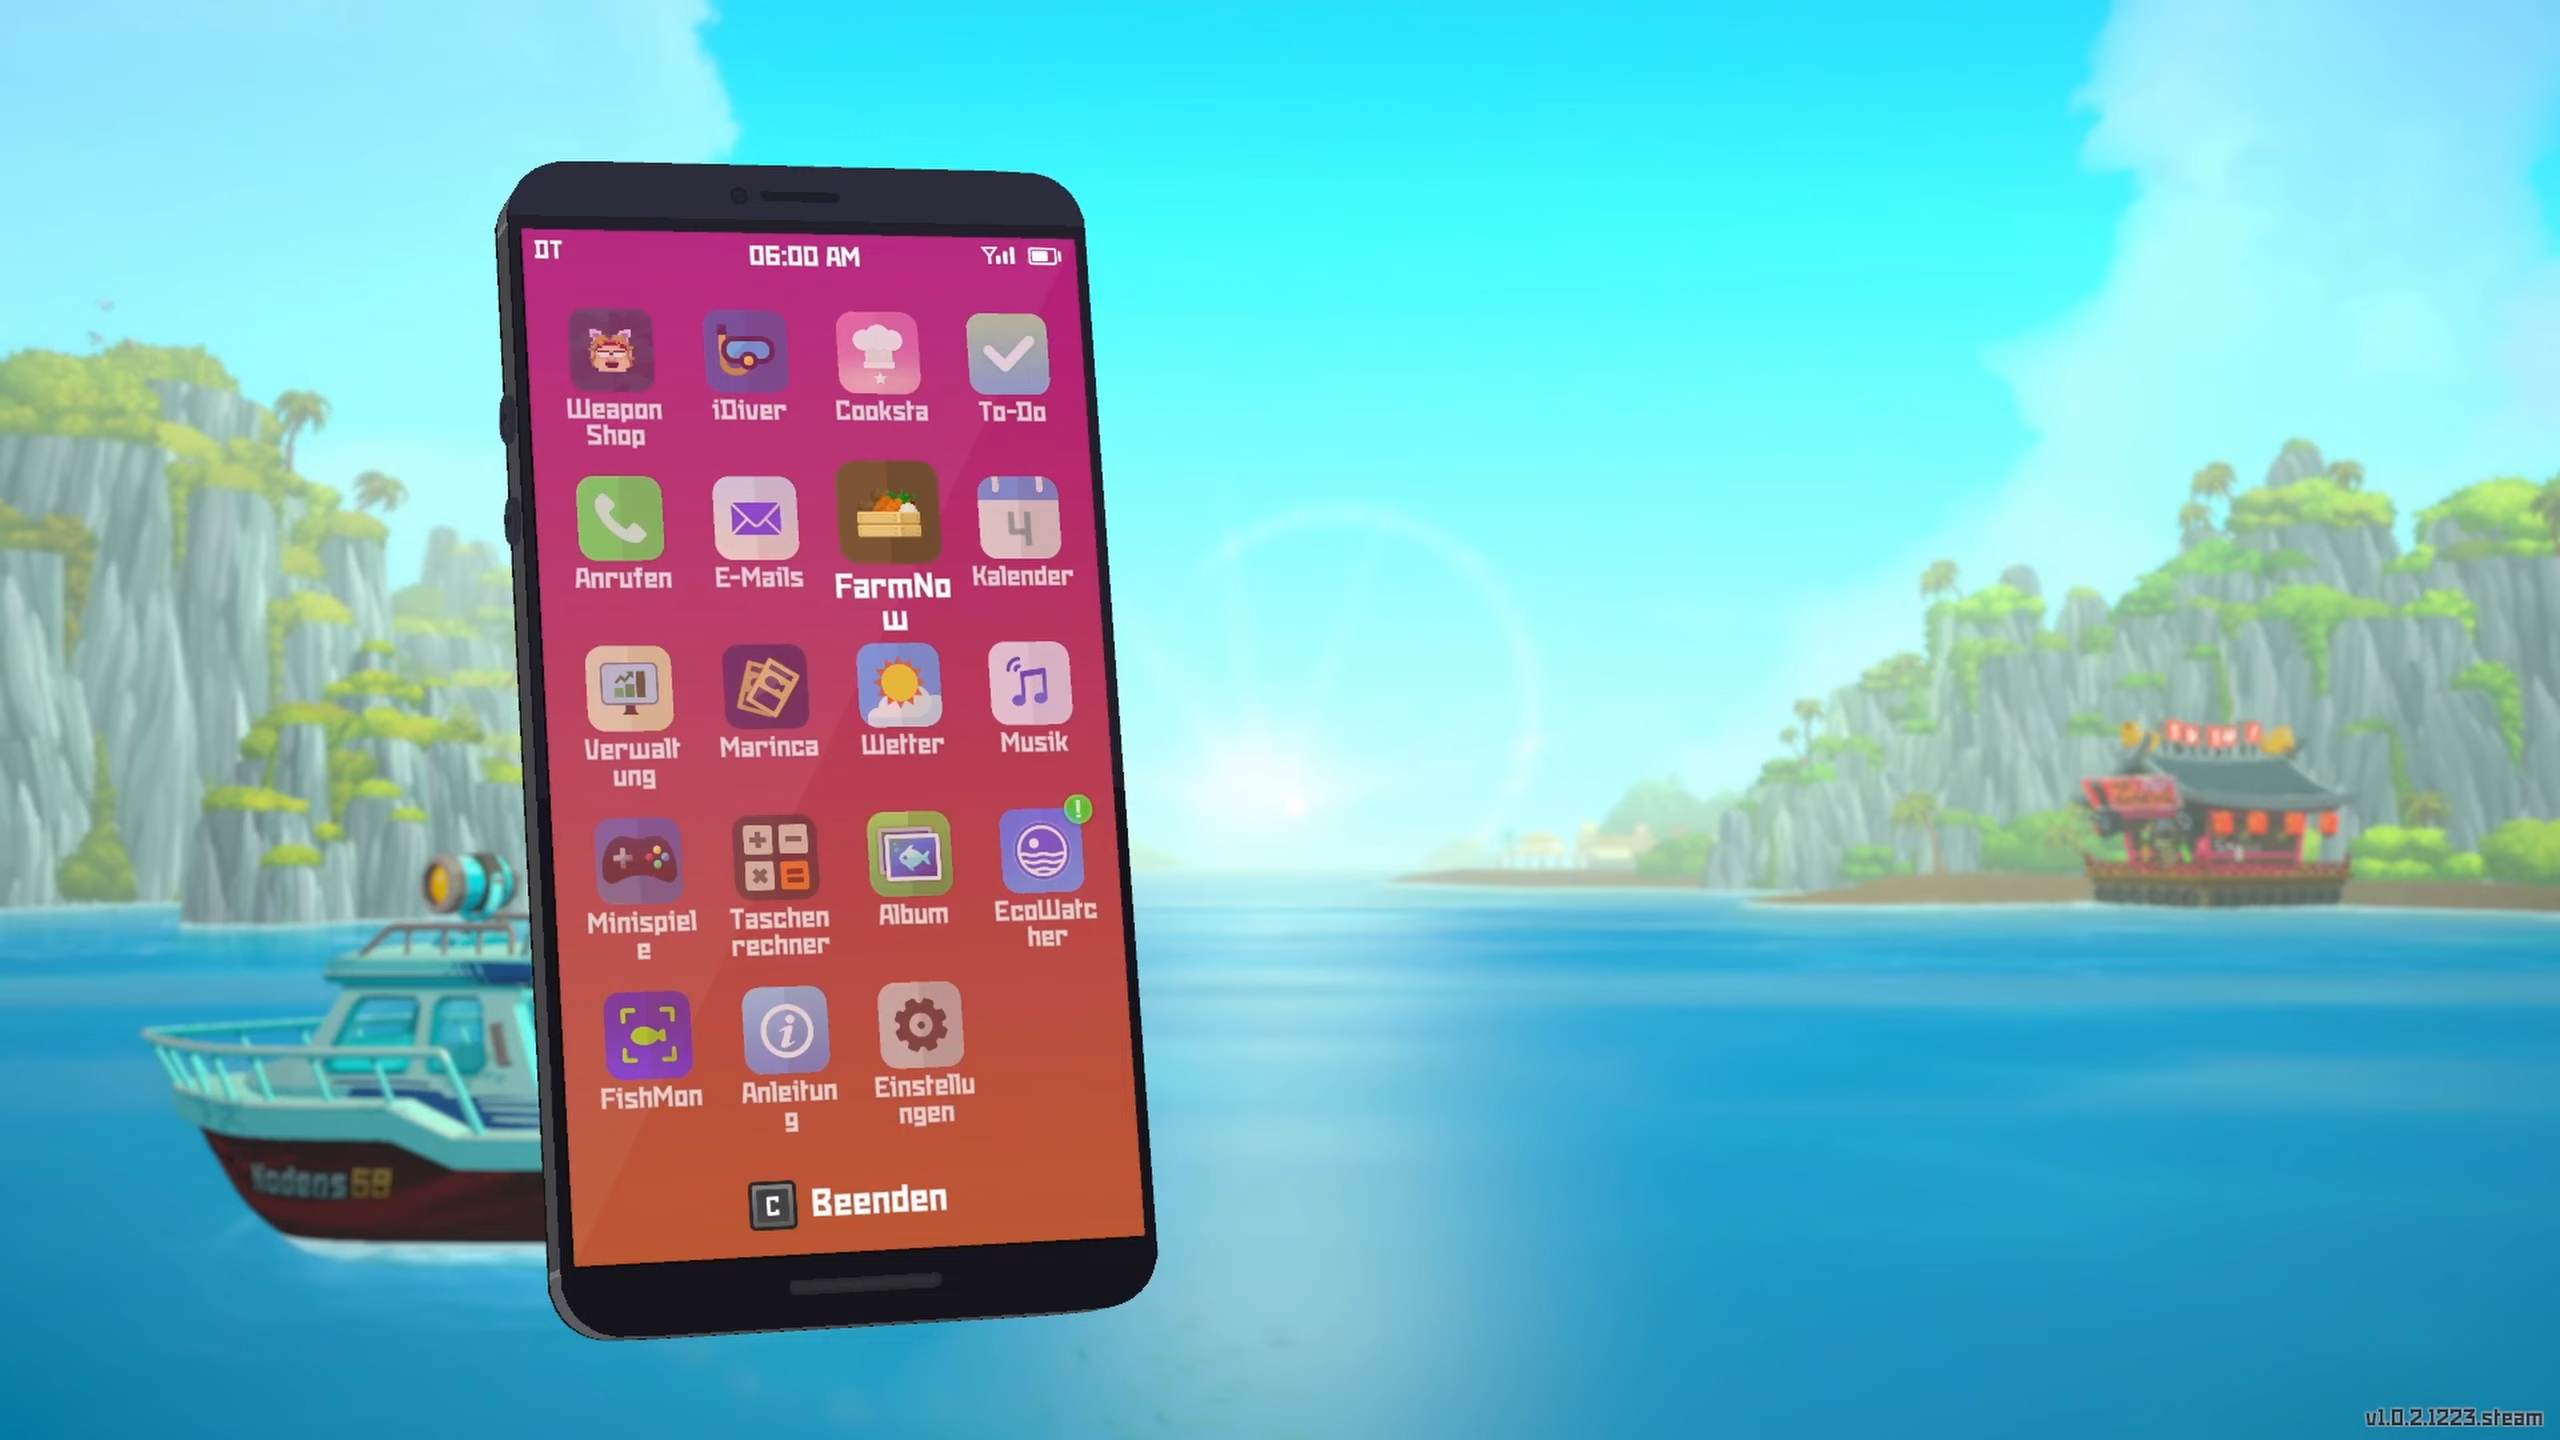 DT
06:00 AM
Weapon
Shop
iDiver
Cooksta
To-Do
Anrufen
E-Mails
FarmNo
w
4
Kalender
Verwalt
ung
Marinca
Wetter
Musik
Minispiel
e
Taschen
rechner
Album
!
EcoWatc
her
FishMon
Anleitun
g
Einstellu
ngen
C Beenden
v1.0.2.1223.steam